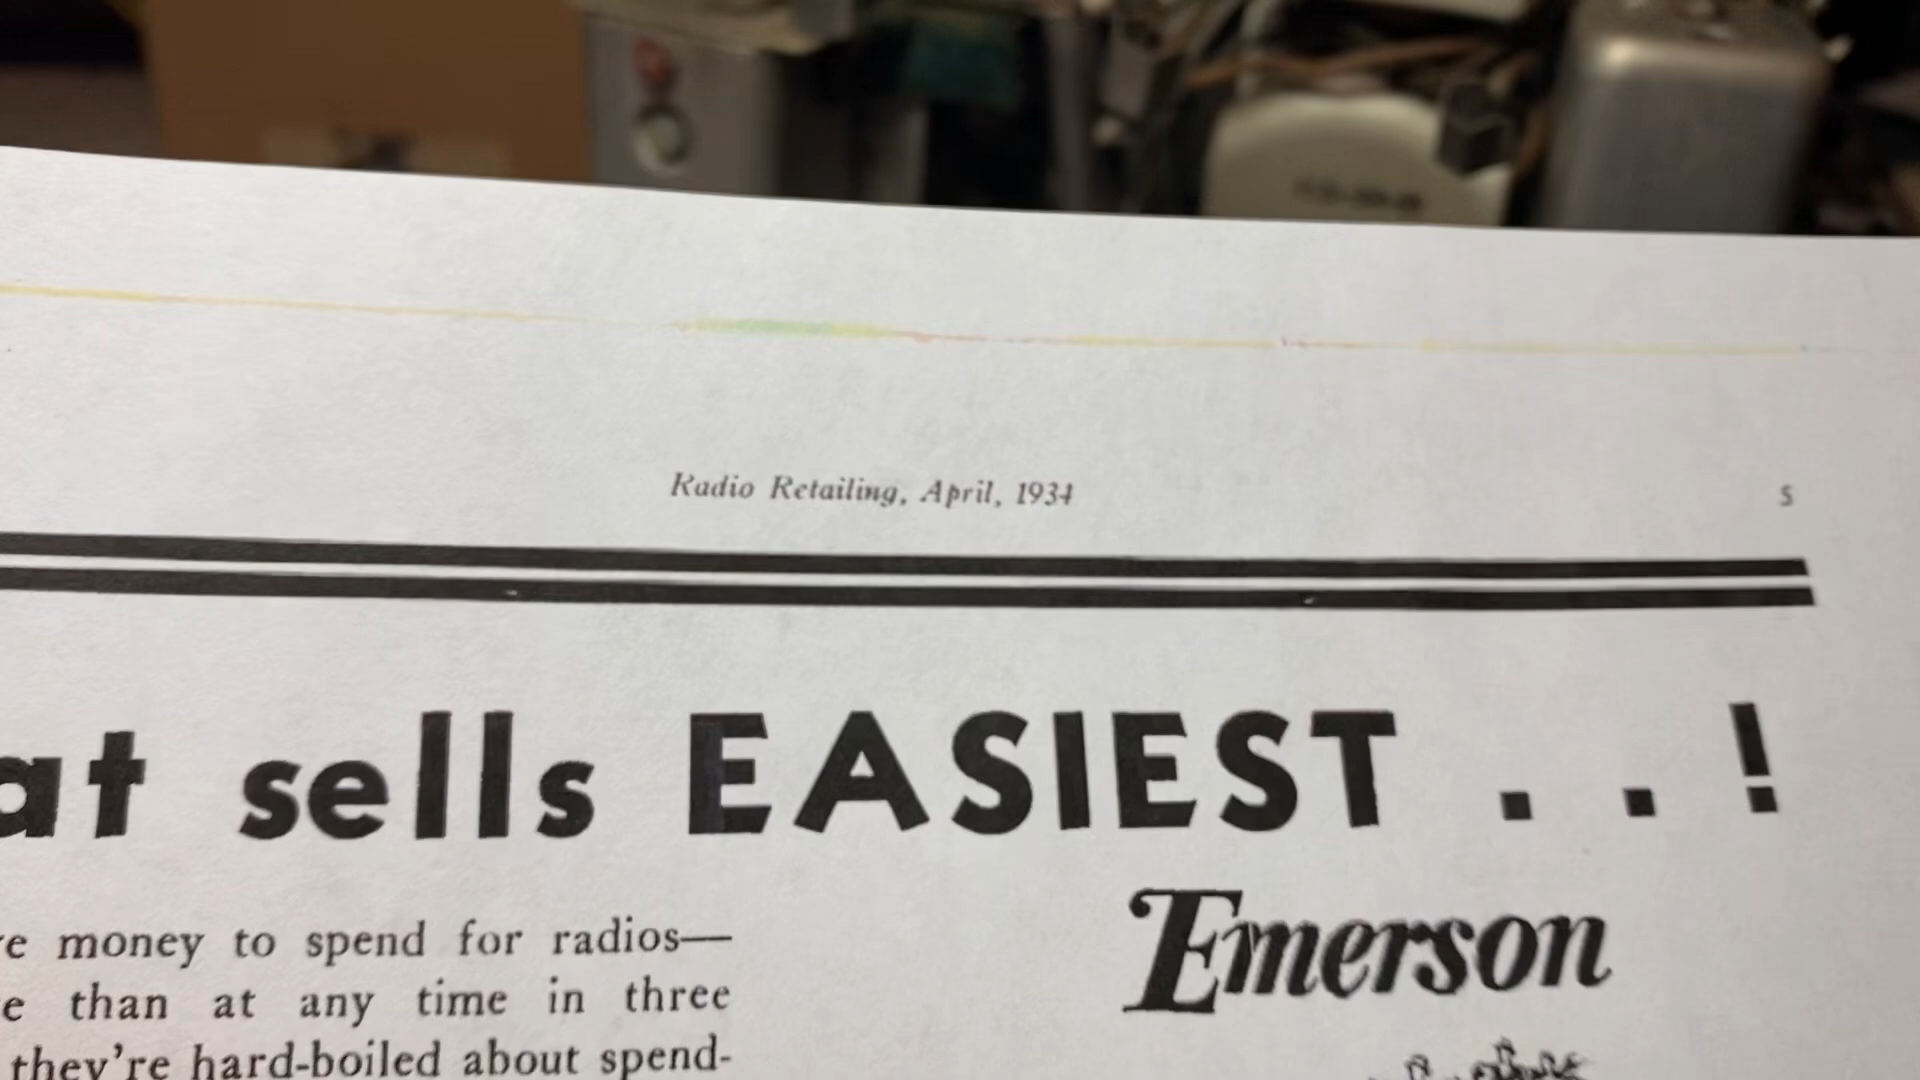 Radio Retailing, April, 1934 5
at sells EASIEST . . !
Emerson
money to spend for radios—
than at any time in three
they're hard-boiled about spend-